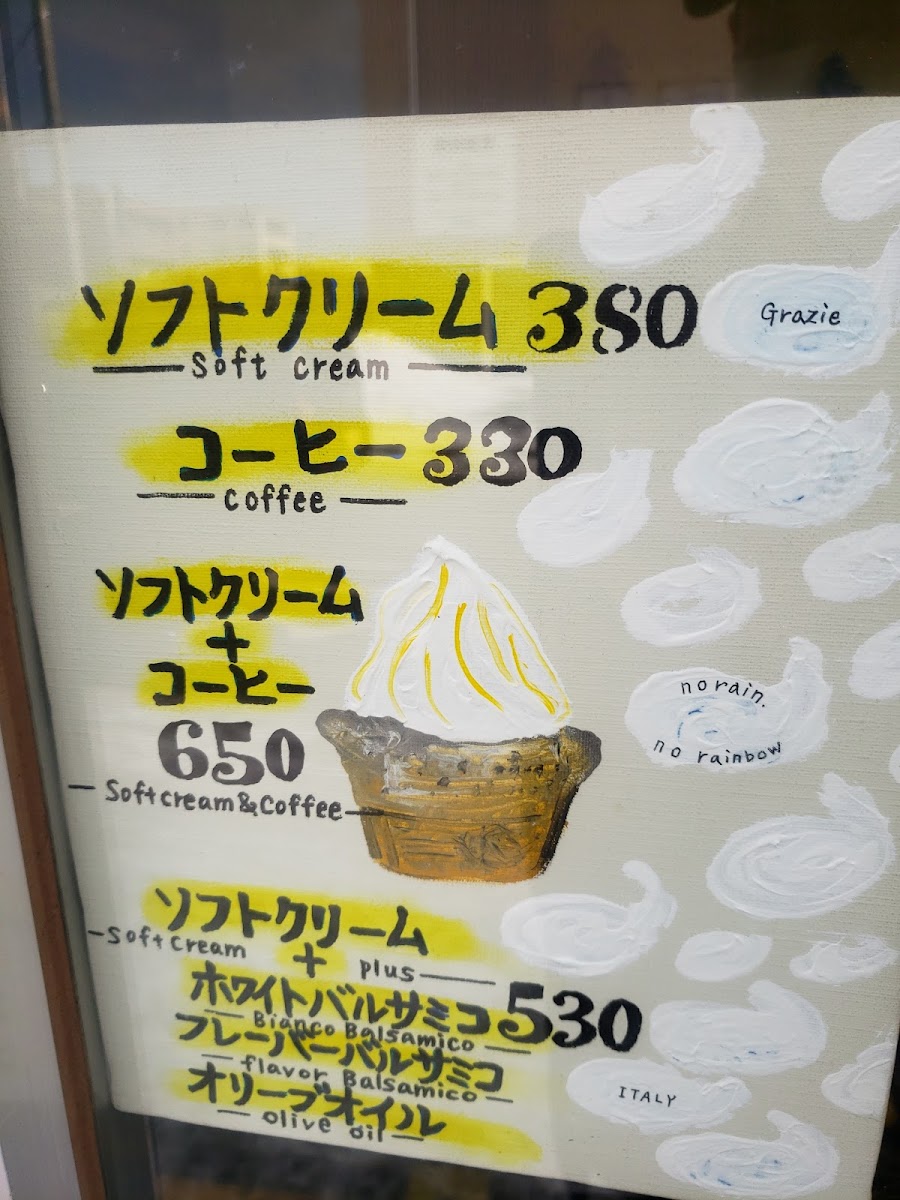 ソフトクリーム 380
Soft cream
Grazie
コーヒー 330
coffee
ソフトクリーム
+
コーヒー
650
Softcream&Coffee
no rain.
no rainbow
ソフトクリーム
Softcream
+ plus
ホワイトバルサミコ 530
Bianco Balsamico
フレーバーバルサミコ
flavor Balsamico
オリーブオイル
olive oil
ITALY